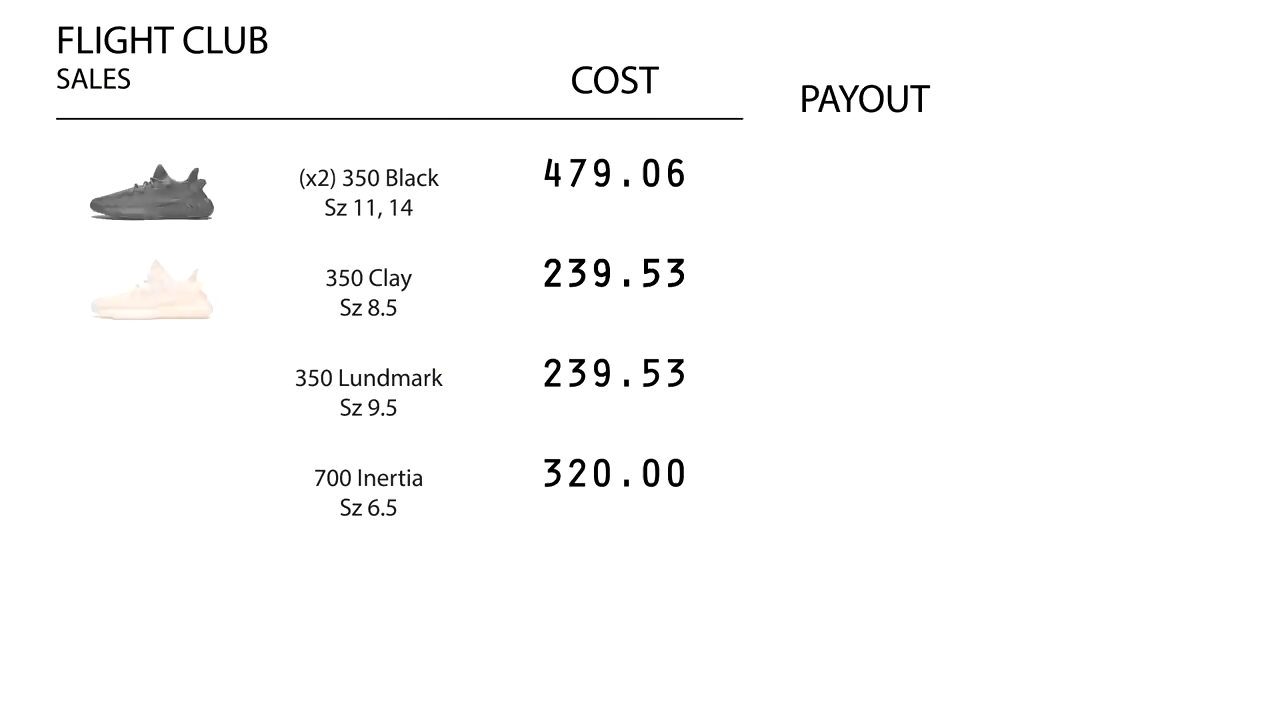 FLIGHT CLUB
SALES
COST
PAYOUT
(x2) 350 Black
Sz 11, 14
479.06
350 Clay
Sz 8.5
239.53
350 Lundmark
Sz 9.5
239.53
700 Inertia
Sz 6.5
320.00